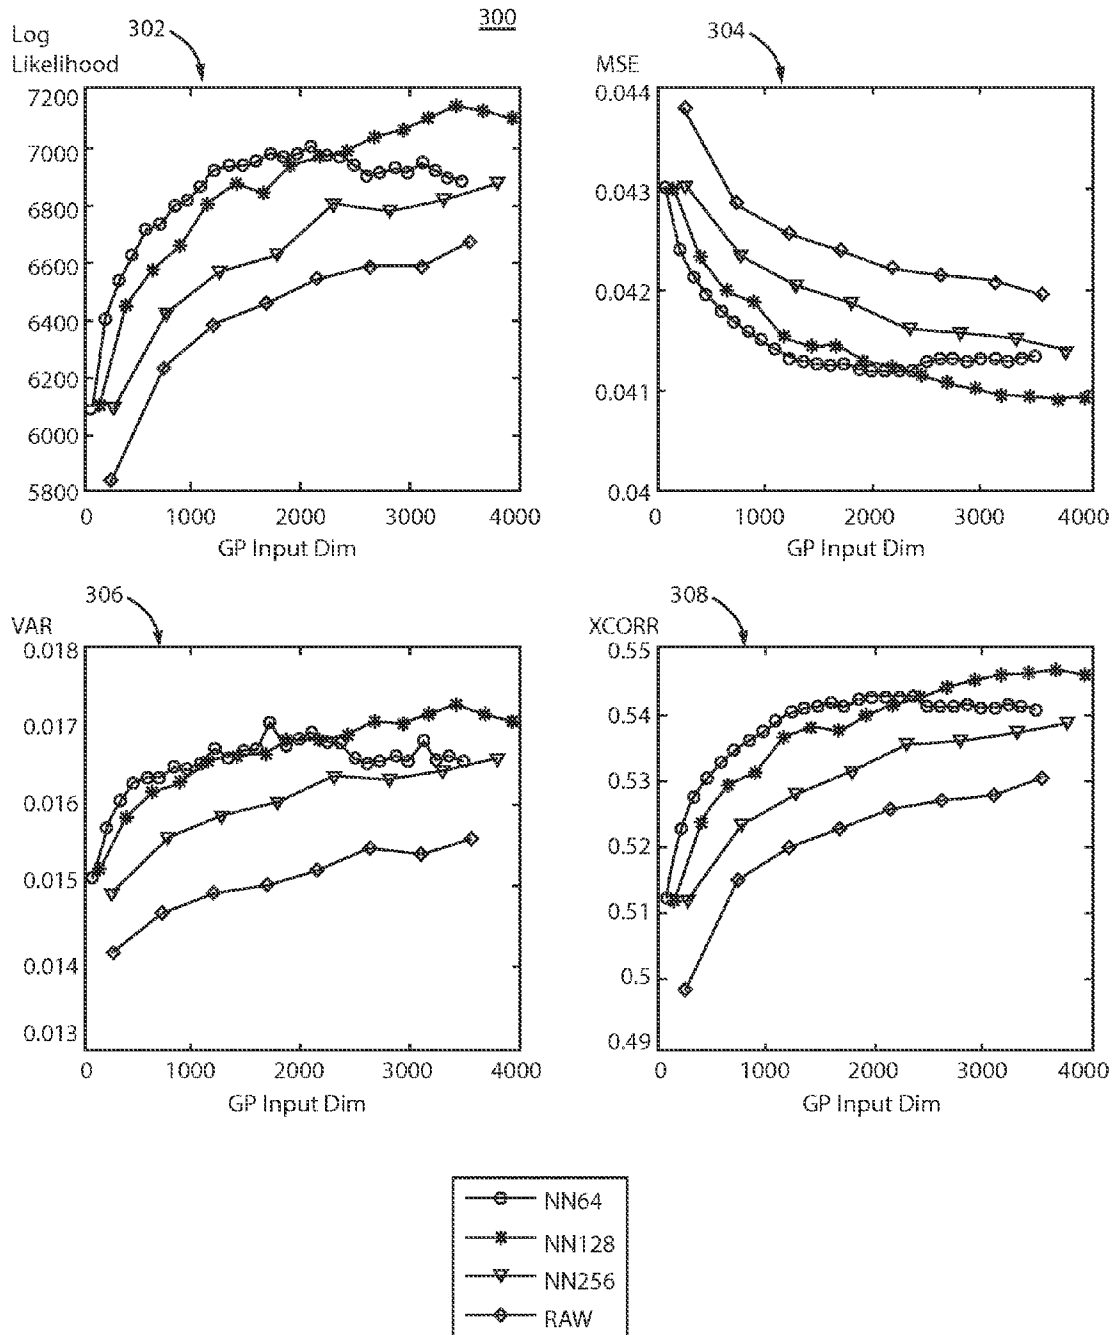 300
302
Log
Likelihood
7200
7000
6800
6600
6400
6200
6000
5800
0 1000 2000 3000 4000
GP Input Dim
304
MSE
0.044
0.043
0.042
0.041
0.04
0 1000 2000 3000 4000
GP Input Dim
306
VAR
0.018
0.017
0.016
0.015
0.014
0.013
0 1000 2000 3000 4000
GP Input Dim
308
XCORR
0.55
0.54
0.53
0.52
0.51
0.5
0.49
0 1000 2000 3000 4000
GP Input Dim
NN64
NN128
NN256
RAW